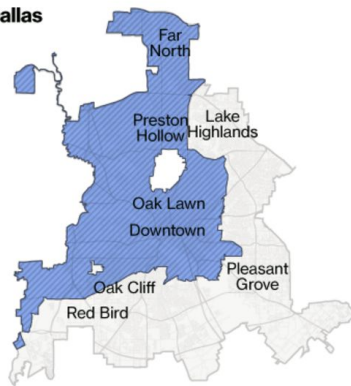 allas
Far
North
Preston
Hollow
Lake
Highlands
Oak Lawn
Downtown
Pleasant
Grove
Oak Cliff
Red Bird